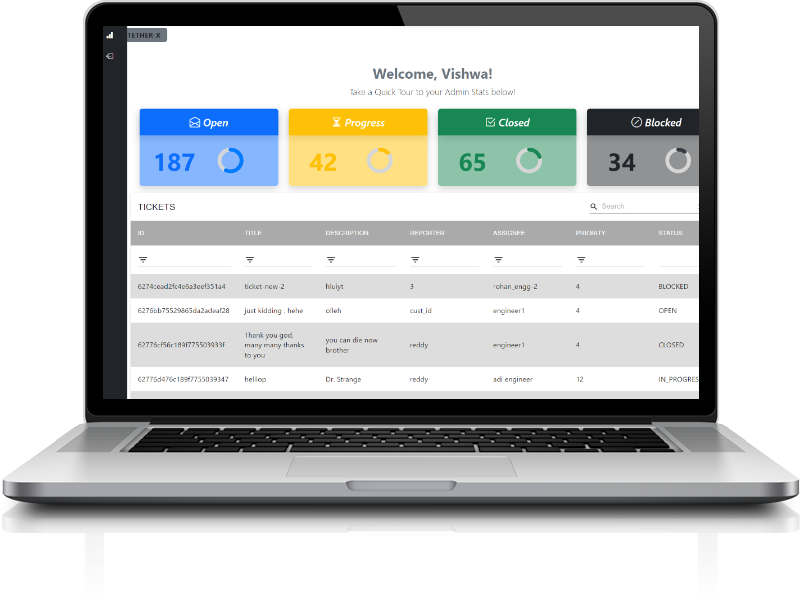 TETHER-X
Welcome, Vishwa!
Take a Quick Tour to your Admin Stats below!
Open
Progress
Closed
Blocked
187
42
65
34
TICKETS
Search
ID TITLE DESCRIPTION REPORTER ASSIGNEE PRIORITY STATUS
6274cead2fc4e6a3eef351a4 ticket-new-2 hluiyt 3 rohan_engg-2 4 BLOCKED
6276bb75529865da2adeaf28 just kidding . hehe olleh cust_id engineer1 4 OPEN
Thank you god,
many many thanks
to you
you can die now
brother
62776cf56c189f775503933f reddy engineer1 4 CLOSED
62776d476c189f7755039347 helllop Dr. Strange reddy adi engineer 12 IN_PROGRES